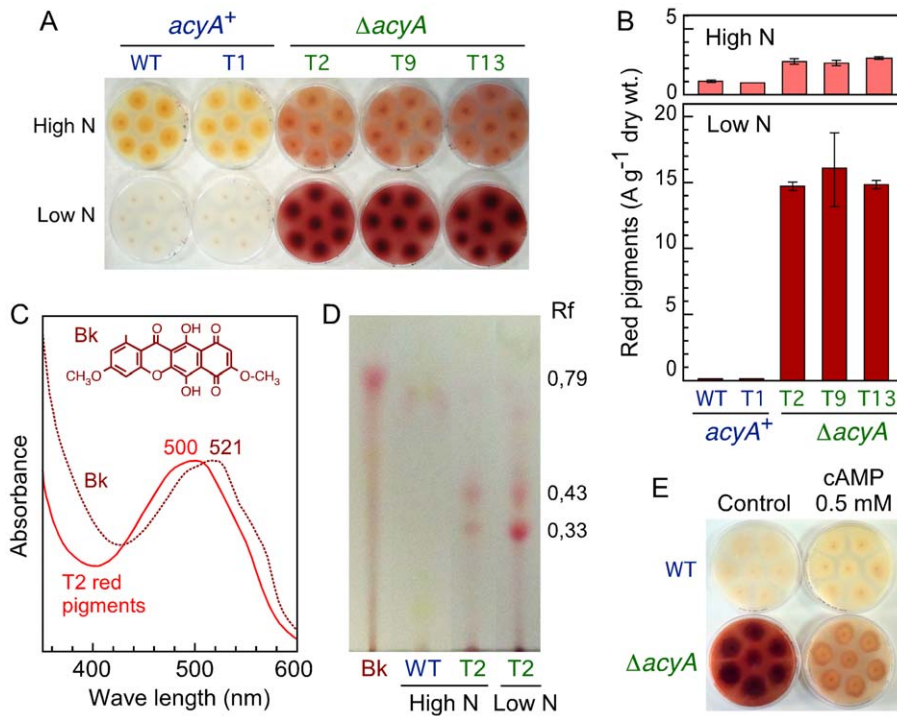 A
acyA⁺
ΔacyA
WT T1 T2 T9 T13
High N
Low N
B
High N
5
0
Low N
20
15
10
5
0
Red pigments (A g⁻¹ dry wt.)
WT T1 T2 T9 T13
acyA⁺ ΔacyA
C
Bk
O OH O
CH₃O O O-CH₃
OH O
500 521
Bk
T2 red
pigments
Absorbance
400 500 600
Wave length (nm)
D
Rf
0,79
0,43
0,33
Bk WT T2 T2
High N Low N
E
cAMP
Control 0.5 mM
WT
ΔacyA